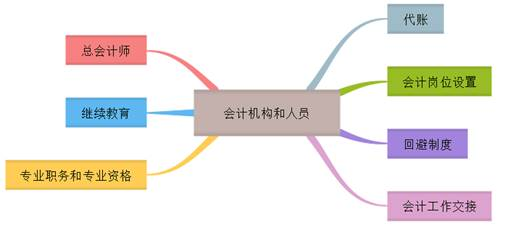 总会计师
继续教育
专业职务和专业资格
会计机构和人员
代账
会计岗位设置
回避制度
会计工作交接